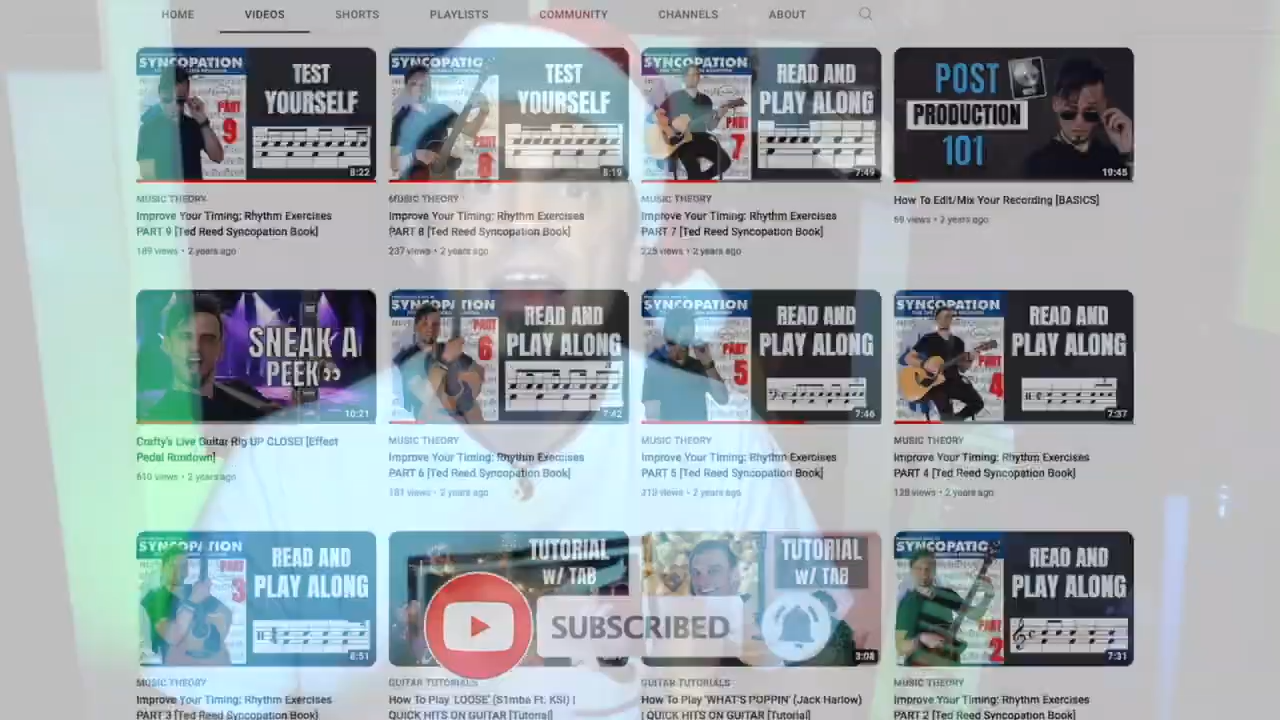 HOME VIDEOS SHORTS PLAYLISTS COMMUNITY CHANNELS ABOUT
SYNCOPATION
TEST
YOURSELF
PART
9
8:22
SYNCOPATIO
TEST
YOURSELF
PART
8
8:19
SYNCOPATION
READ AND
PLAY ALONG
PART
7
7:49
POST
PRODUCTION
101
19:45
MUSIC THEORY
Improve Your Timing: Rhythm Exercises
PART 9 [Ted Reed Syncopation Book]
189 views • 2 years ago
MUSIC THEORY
Improve Your Timing: Rhythm Exercises
PART 8 [Ted Reed Syncopation Book]
237 views • 2 years ago
MUSIC THEORY
Improve Your Timing: Rhythm Exercises
PART 7 [Ted Reed Syncopation Book]
225 views • 2 years ago
How To Edit/Mix Your Recording [BASICS]
69 views • 2 years ago
SNEAK A
PEEK
10:21
SYNCOPATION
READ AND
PLAY ALONG
PART
6
7:42
SYNCOPATION
READ AND
PLAY ALONG
PART
5
7:46
SYNCOPATION
READ AND
PLAY ALONG
PART
4
7:37
Crafty's Live Guitar Rig UP CLOSE! [Effect
Pedal Rundown]
610 views • 2 years ago
MUSIC THEORY
Improve Your Timing: Rhythm Exercises
PART 6 [Ted Reed Syncopation Book]
181 views • 2 years ago
MUSIC THEORY
Improve Your Timing: Rhythm Exercises
PART 5 [Ted Reed Syncopation Book]
views • 2 years ago
MUSIC THEORY
Improve Your Timing: Rhythm Exercises
PART 4 [Ted Reed Syncopation Book]
128 views • 2 years ago
SYNCOPATION
READ AND
PLAY ALONG
PART
3
8:51
TUTORIAL
W/ TAB
TUTORIAL
W/ TAB
3:08
SYNCOPATIO
READ AND
PLAY ALONG
PART
2
7:31
SUBSCRIBED
MUSIC THEORY
Improve Your Timing: Rhythm Exercises
PART 3 [Ted Reed Syncopation Book]
GUITAR TUTORIALS
How To Play 'LOOSE' (S1mba Ft. KSI) |
QUICK HITS ON GUITAR [Tutorial]
GUITAR TUTORIALS
How To Play 'WHAT'S POPPIN' (Jack Harlow)
| QUICK HITS ON GUITAR [Tutorial]
MUSIC THEORY
Improve Your Timing: Rhythm Exercises
PART 2 [Ted Reed Syncopation Book]